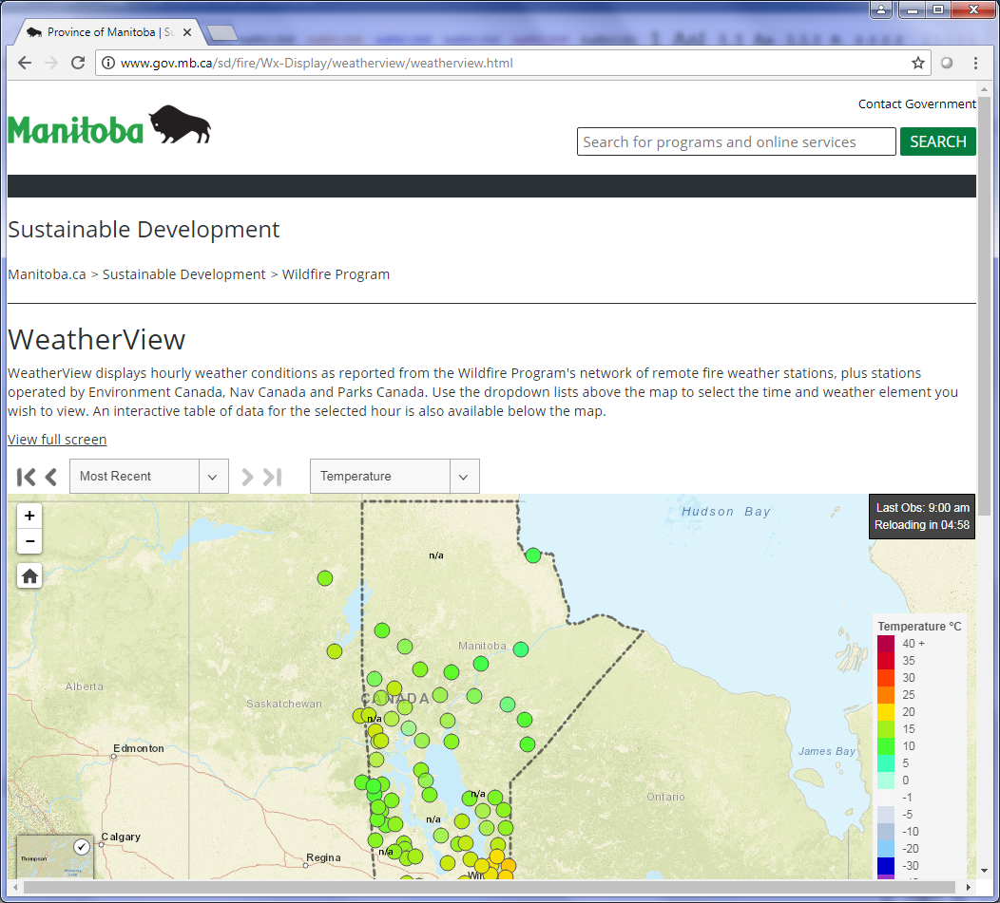 Province of Manitoba | Su
www.gov.mb.ca/sd/fire/Wx-Display/weatherview/weatherview.html
Contact Government
Manitoba
Search for programs and online services
SEARCH
Sustainable Development
Manitoba.ca > Sustainable Development > Wildfire Program
WeatherView
WeatherView displays hourly weather conditions as reported from the Wildfire Program's network of remote fire weather stations, plus stations
operated by Environment Canada, Nav Canada and Parks Canada. Use the dropdown lists above the map to select the time and weather element you
wish to view. An interactive table of data for the selected hour is also available below the map.
View full screen
Most Recent
Temperature
Last Obs: 9:00 am
Reloading in 04:58
+
−
Hudson Bay
n/a
Manitoba
Alberta
Saskatchewan
CANADA
n/a
Edmonton
James Bay
Ontario
n/a
n/a
Calgary
n/a
Regina
Win
Thompson
Temperature °C
40 +
35
30
25
20
15
10
5
0
-1
-5
-10
-20
-30